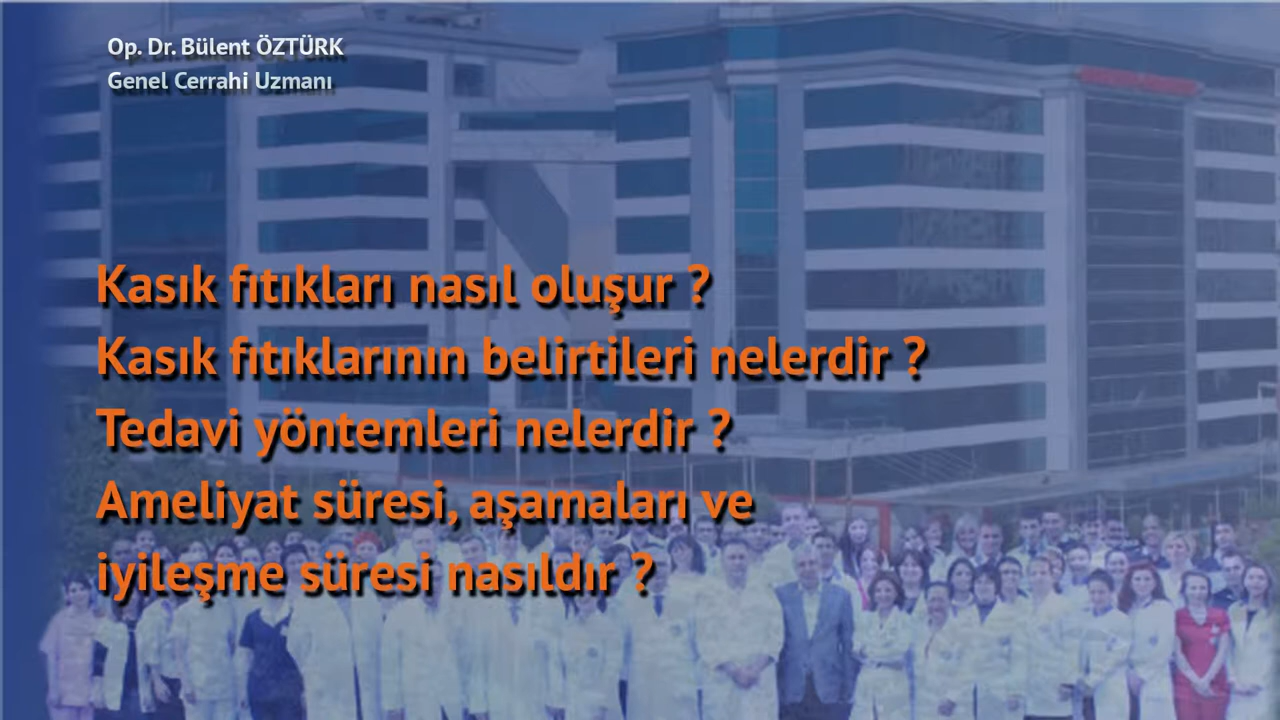 Op. Dr. Bülent ÖZTÜRK
Genel Cerrahi Uzmanı
Kasık fıtıkları nasıl oluşur ?
Kasık fıtıklarının belirtileri nelerdir ?
Tedavi yöntemleri nelerdir ?
Ameliyat süresi, aşamaları ve
iyileşme süresi nasıldır ?